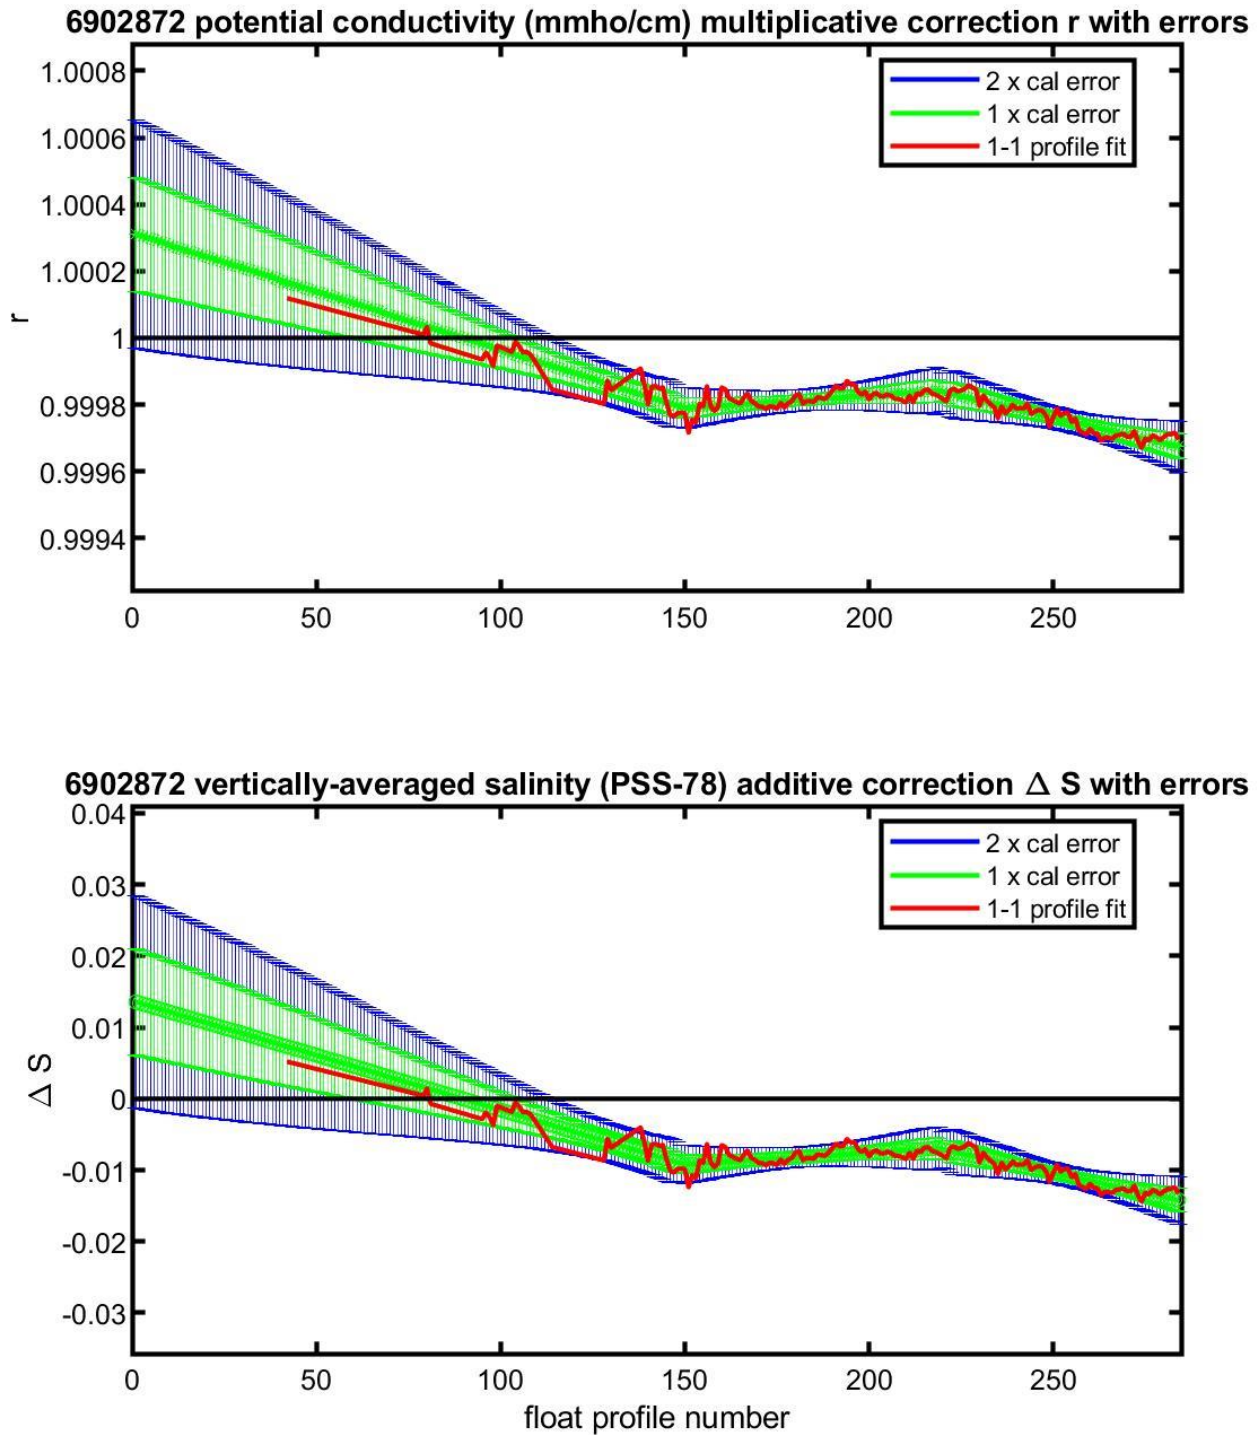 6902872 potential conductivity (mmho/cm) multiplicative correction r with errors
1.0008
1.0006
1.0004
1.0002
1
0.9998
0.9996
0.9994
r
2 x cal error
1 x cal error
1-1 profile fit
0 50 100 150 200 250
6902872 vertically-averaged salinity (PSS-78) additive correction Δ S with errors
0.04
0.03
0.02
0.01
0
-0.01
-0.02
-0.03
Δ S
2 x cal error
1 x cal error
1-1 profile fit
0 50 100 150 200 250
float profile number